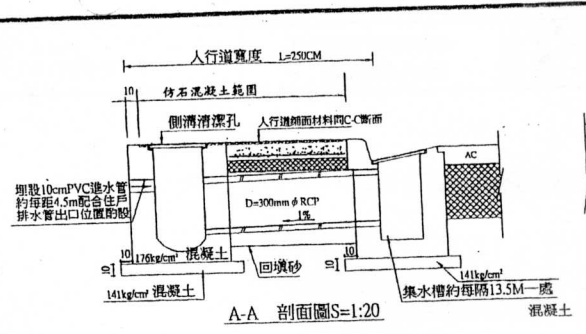 人行道寬度 L=250CM
10 仿石混凝土範圍
側溝清潔孔 人行道舖面材料同C-C斷面
AC
埋設10cmPVC進水管
約每距4.5m配合住戶
排水管出口位置酌設
D=300mm φ RCP
1%
10 176kg/cm² 混凝土
10
回填砂
10
10
141kg/cm² 混凝土
141kg/cm²
集水槽約每隔13.5M一處
混凝土
A-A 剖面圖S=1:20